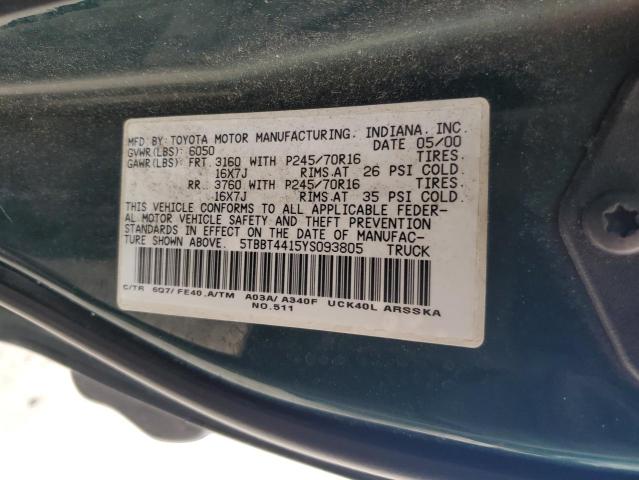 MFD BY: TOYOTA MOTOR MANUFACTURING, INDIANA, INC.
GVWR(LBS): 6050 DATE 05/00
GAWR(LBS): FRT. 3160 WITH P245/70R16 TIRES.
16X7J RIMS.AT 26 PSI COLD.
RR. 3760 WITH P245/70R16 TIRES.
16X7J RIMS.AT 35 PSI COLD.
THIS VEHICLE CONFORMS TO ALL APPLICABLE FEDER-
AL MOTOR VEHICLE SAFETY AND THEFT PREVENTION
STANDARDS IN EFFECT ON THE DATE OF MANUFAC-
TURE SHOWN ABOVE. 5TBBT4415YS093805 TRUCK
C/TR 6Q7/ FE40 .A/TM A03A/ A340F UCK40L ARSSKA
NO.511